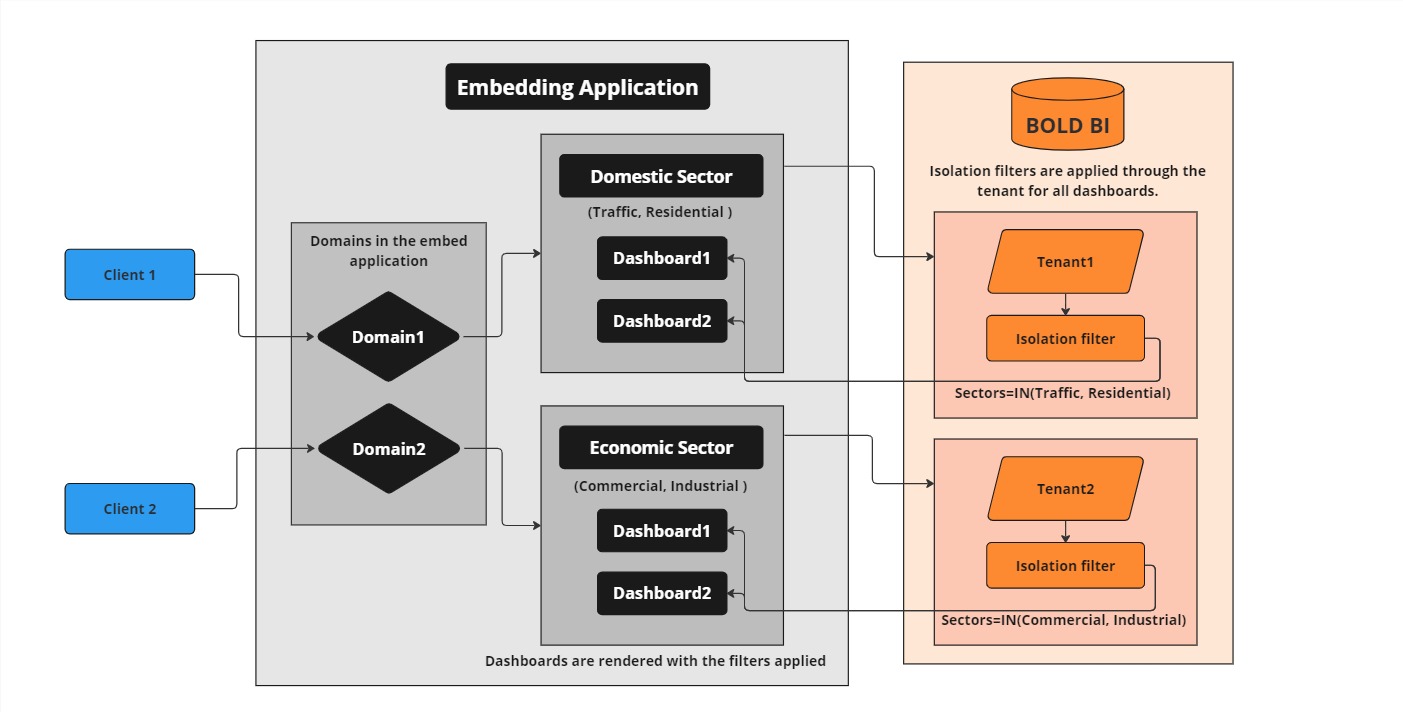 Embedding Application
BOLD BI
Isolation filters are applied through the
tenant for all dashboards.
Client 1
Client 2
Domains in the embed
application
Domain1
Domain2
Domestic Sector
(Traffic, Residential )
Dashboard1
Dashboard2
Economic Sector
(Commercial, Industrial )
Dashboard1
Dashboard2
Dashboards are rendered with the filters applied
Tenant1
Isolation filter
Sectors=IN(Traffic, Residential)
Tenant2
Isolation filter
Sectors=IN(Commercial, Industrial)